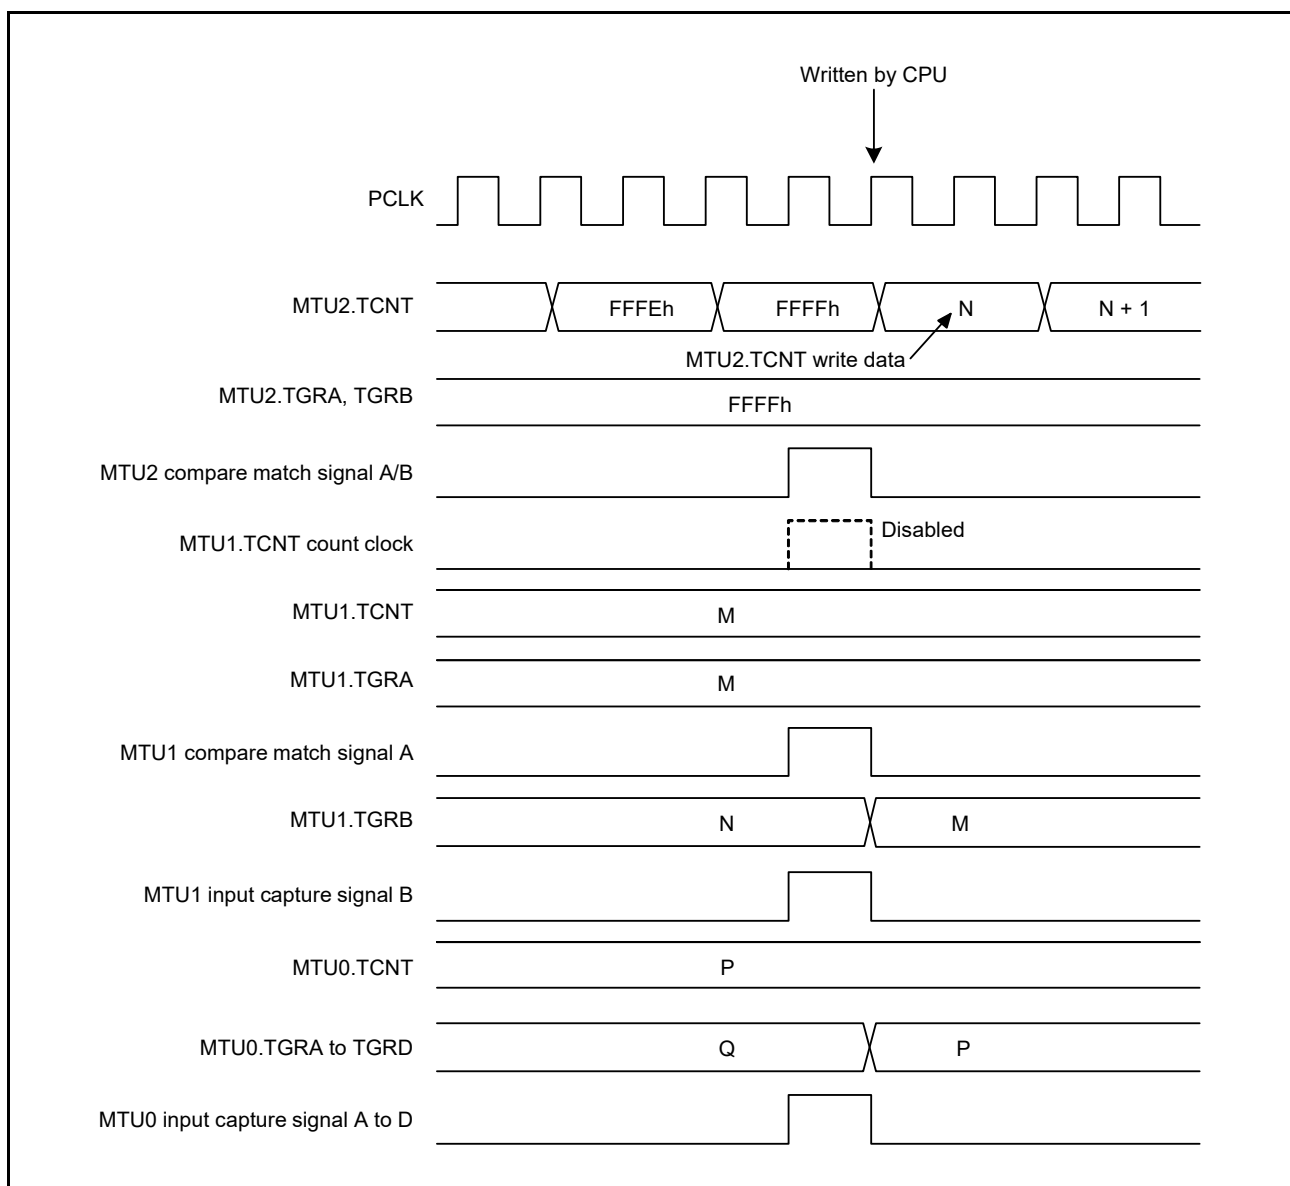 Written by CPU
PCLK
MTU2.TCNT FFFEh FFFFh N N + 1
MTU2.TCNT write data
MTU2.TGRA, TGRB FFFFh
MTU2 compare match signal A/B
MTU1.TCNT count clock Disabled
MTU1.TCNT M
MTU1.TGRA M
MTU1 compare match signal A
MTU1.TGRB N M
MTU1 input capture signal B
MTU0.TCNT P
MTU0.TGRA to TGRD Q P
MTU0 input capture signal A to D